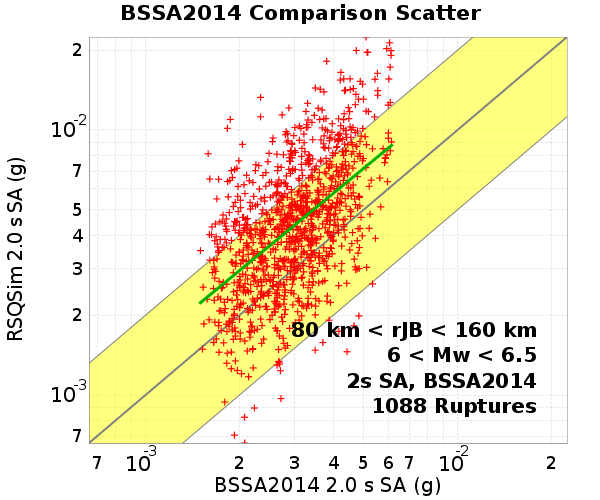 BSSA2014 Comparison Scatter
RSQSim 2.0 s SA (g)
2
10-2
7
5
4
3
2
10-3
7
80 km < rJB < 160 km
6 < Mw < 6.5
2s SA, BSSA2014
1088 Ruptures
7 10-3 2 3 4 5 6 7 10-2 2
BSSA2014 2.0 s SA (g)